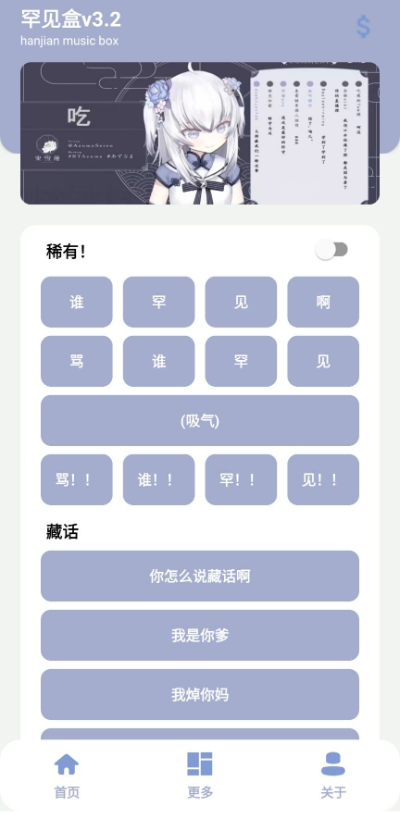 罕见盒v3.2
hanjian music box
$
吃
稀有！
谁 罕 见 啊
骂 谁 罕 见
(吸气)
骂！！ 谁！！ 罕！！ 见！！
藏话
你怎么说藏话啊
我是你爹
我焯你妈
首页 更多 关于